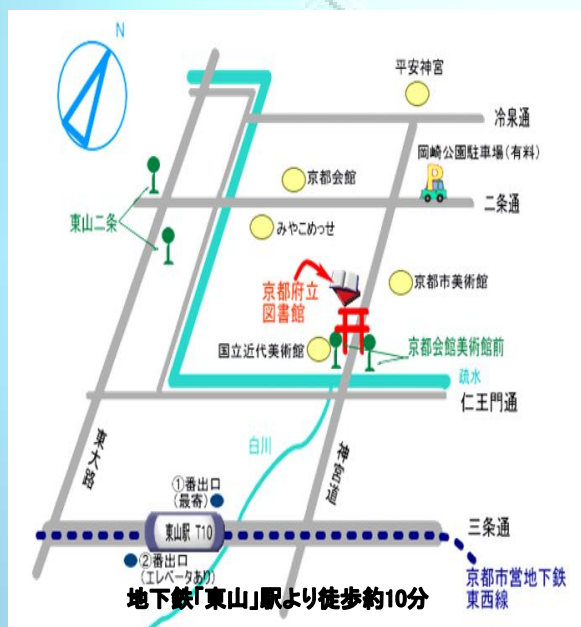 N
平安神宮
冷泉通
岡崎公園駐車場(有料)
P
京都会館
二条通
東山二条
みやこめっせ
京都府立
図書館
京都市美術館
国立近代美術館
京都会館美術館前
疏水
仁王門通
白川
東大路
神宮道
①番出口
(最寄)
東山駅 T10
三条通
②番出口
(エレベータあり)
京都市営地下鉄
東西線
地下鉄「東山」駅より徒歩約10分